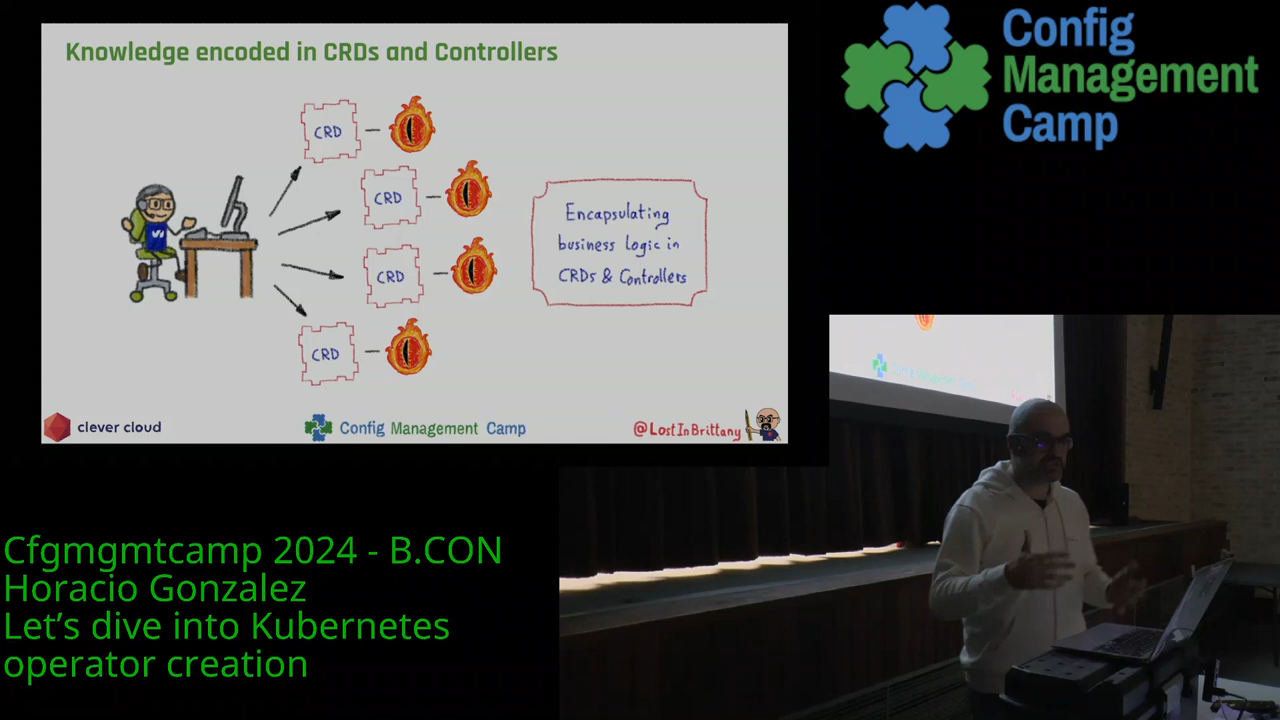 Knowledge encoded in CRDs and Controllers
CRD
CRD
CRD
CRD
Encapsulating
business logic in
CRDs & Controllers
clever cloud
Config Management Camp
@LostInBrittany
Config
Management
Camp
Cfgmgmtcamp 2024 - B.CON
Horacio Gonzalez
Let’s dive into Kubernetes
operator creation